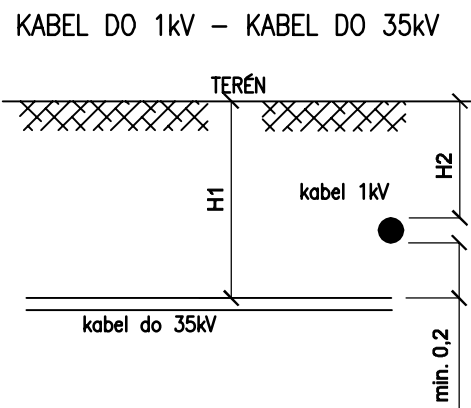 KABEL DO 1kV – KABEL DO 35kV
TERÉN
H1
H2
kabel 1kV
kabel do 35kV
min. 0,2